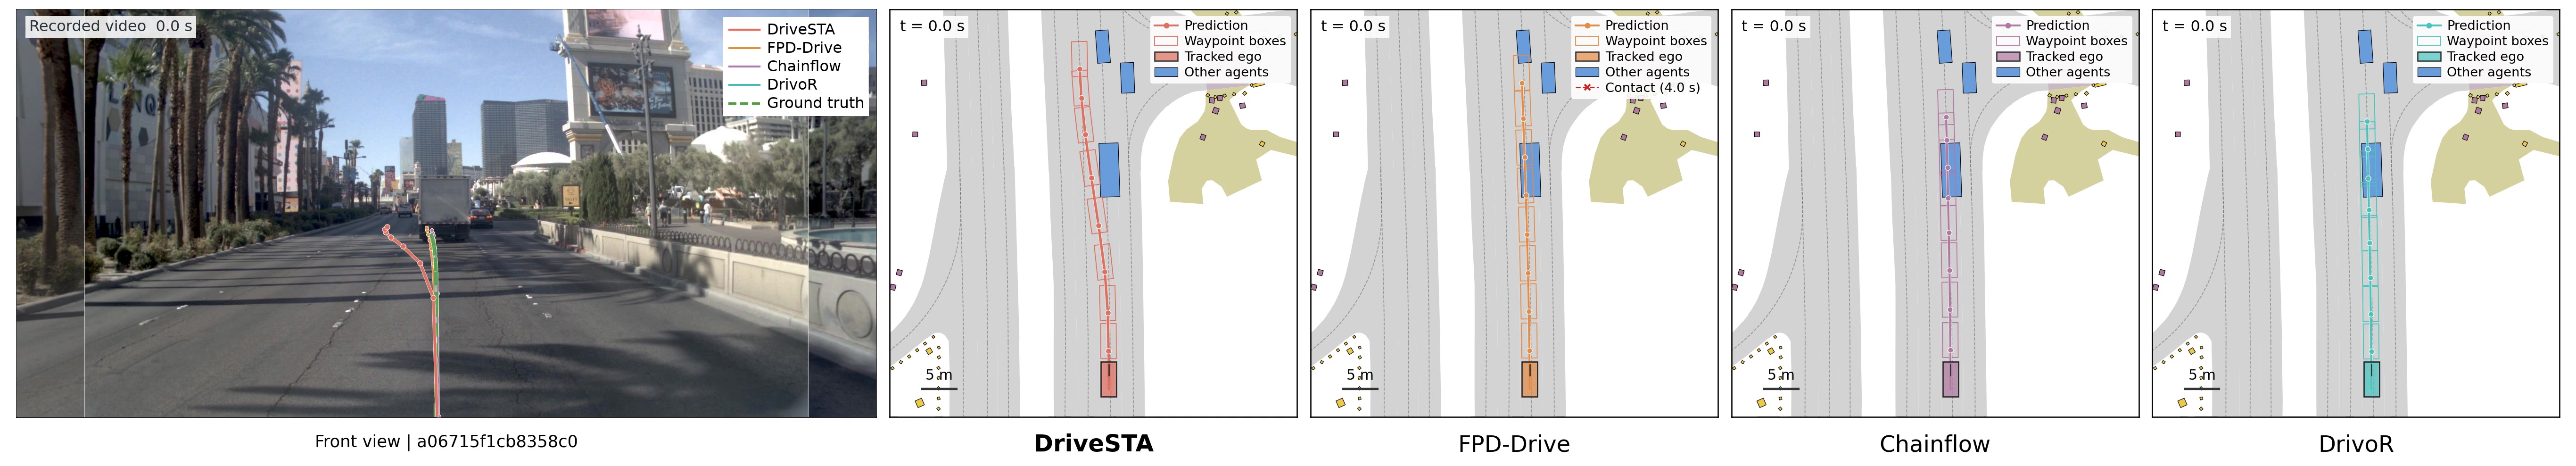 Recorded video 0.0 s
DriveSTA
FPD-Drive
Chainflow
DrivoR
Ground truth
Front view | a06715f1cb8358c0
t = 0.0 s
Prediction
Waypoint boxes
Tracked ego
Other agents
5 m
DriveSTA
t = 0.0 s
Prediction
Waypoint boxes
Tracked ego
Other agents
Contact (4.0 s)
5 m
FPD-Drive
t = 0.0 s
Prediction
Waypoint boxes
Tracked ego
Other agents
5 m
Chainflow
t = 0.0 s
Prediction
Waypoint boxes
Tracked ego
Other agents
5 m
DrivoR